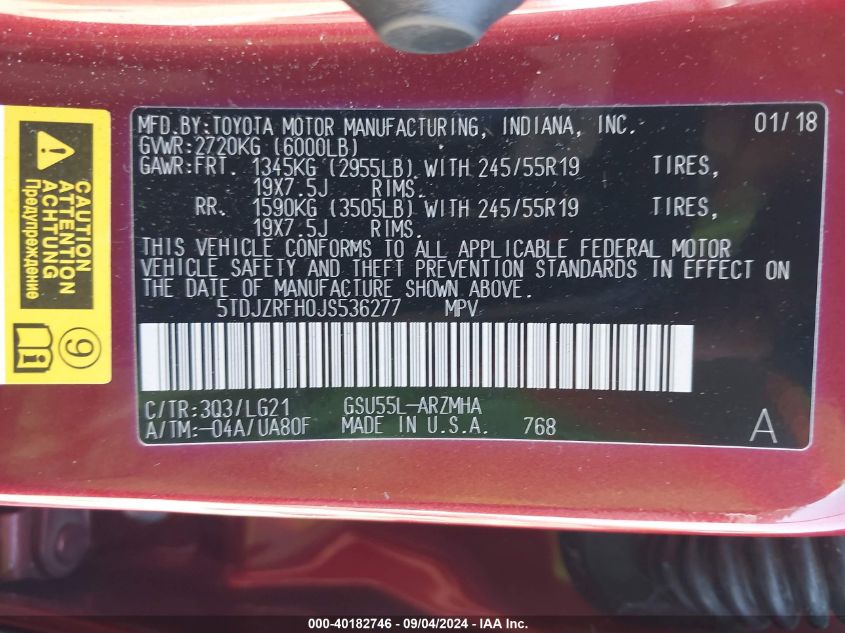 MFD.BY:TOYOTA MOTOR MANUFACTURING, INDIANA, INC. 01/18
GVWR:2720KG (6000LB)
GAWR:FRT. 1345KG (2955LB) WITH 245/55R19 TIRES,
19X7.5J RIMS.
RR. 1590KG (3505LB) WITH 245/55R19 TIRES,
19X7.5J RIMS.
THIS VEHICLE CONFORMS TO ALL APPLICABLE FEDERAL MOTOR
VEHICLE SAFETY AND THEFT PREVENTION STANDARDS IN EFFECT ON
THE DATE OF MANUFACTURE SHOWN ABOVE.
5TDJZRFH0JS536277 MPV
C/TR:3Q3/LG21 GSU55L-ARZMHA
A/TM:-04A/UA80F MADE IN U.S.A. 768 A
CAUTION
ATTENTION
ACHTUNG
Предупреждение
9
i
000-40182746 - 09/04/2024 - IAA Inc.